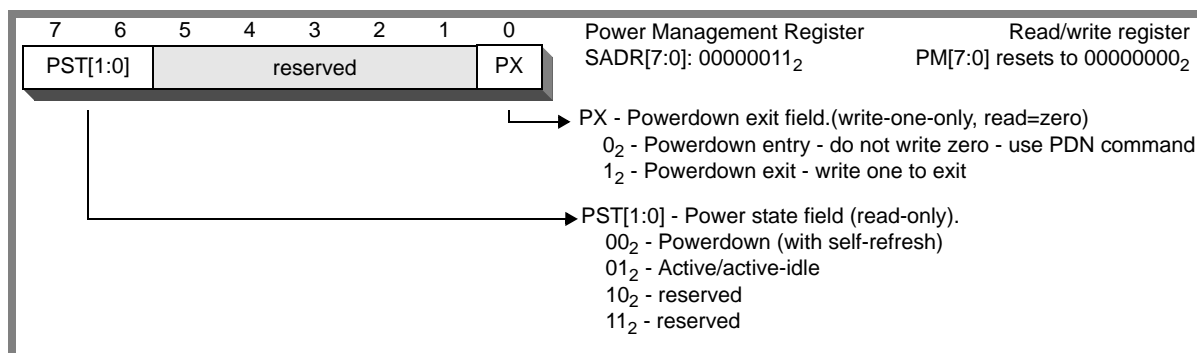 7 6 5 4 3 2 1 0
PST[1:0] reserved PX
Power Management Register Read/write register
SADR[7:0]: 00000011₂ PM[7:0] resets to 00000000₂
PX - Powerdown exit field.(write-one-only, read=zero)
0₂ - Powerdown entry - do not write zero - use PDN command
1₂ - Powerdown exit - write one to exit
PST[1:0] - Power state field (read-only).
00₂ - Powerdown (with self-refresh)
01₂ - Active/active-idle
10₂ - reserved
11₂ - reserved